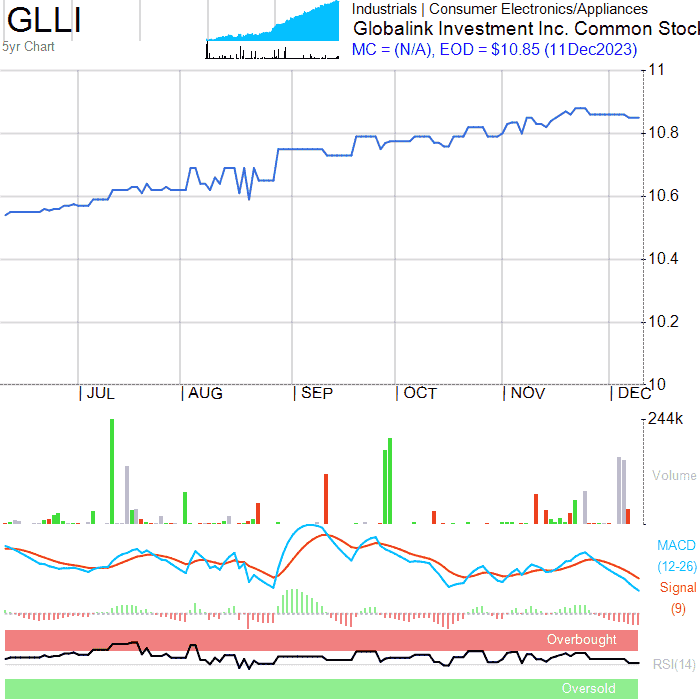 GLLI
5yr Chart
Industrials | Consumer Electronics/Appliances
Globalink Investment Inc. Common Stoc
MC = (N/A), EOD = $10.85 (11Dec2023)
11
10.8
10.6
10.4
10.2
10
| JUL | AUG | SEP | OCT | NOV | DEC
244k
Volume
MACD
(12-26)
Signal
(9)
Overbought
RSI(14)
Oversold